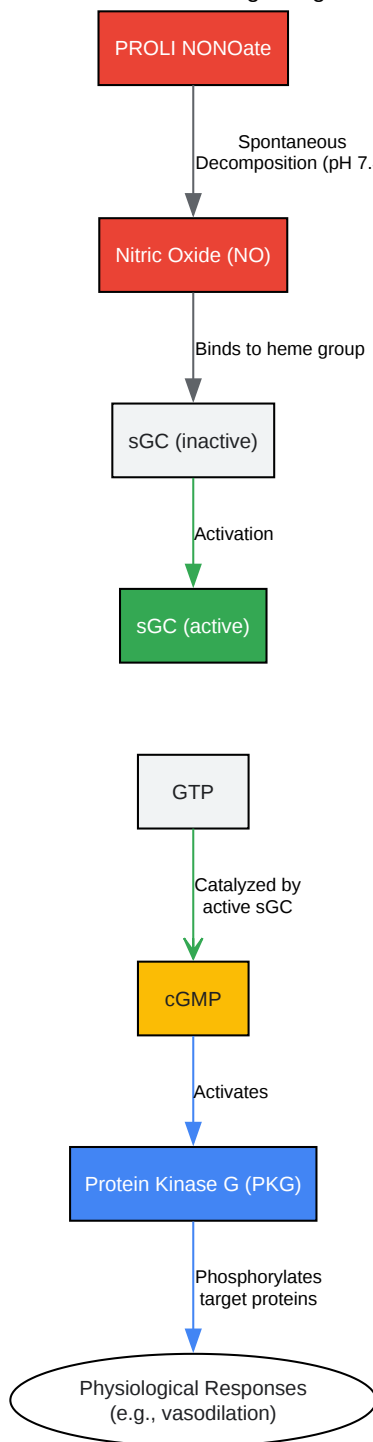 PROLI NONOate
Spontaneous
Decomposition (pH 7.
Nitric Oxide (NO)
Binds to heme group
sGC (inactive)
Activation
sGC (active)
GTP
Catalyzed by
active sGC
cGMP
Activates
Protein Kinase G (PKG)
Phosphorylates
target proteins
Physiological Responses
(e.g., vasodilation)